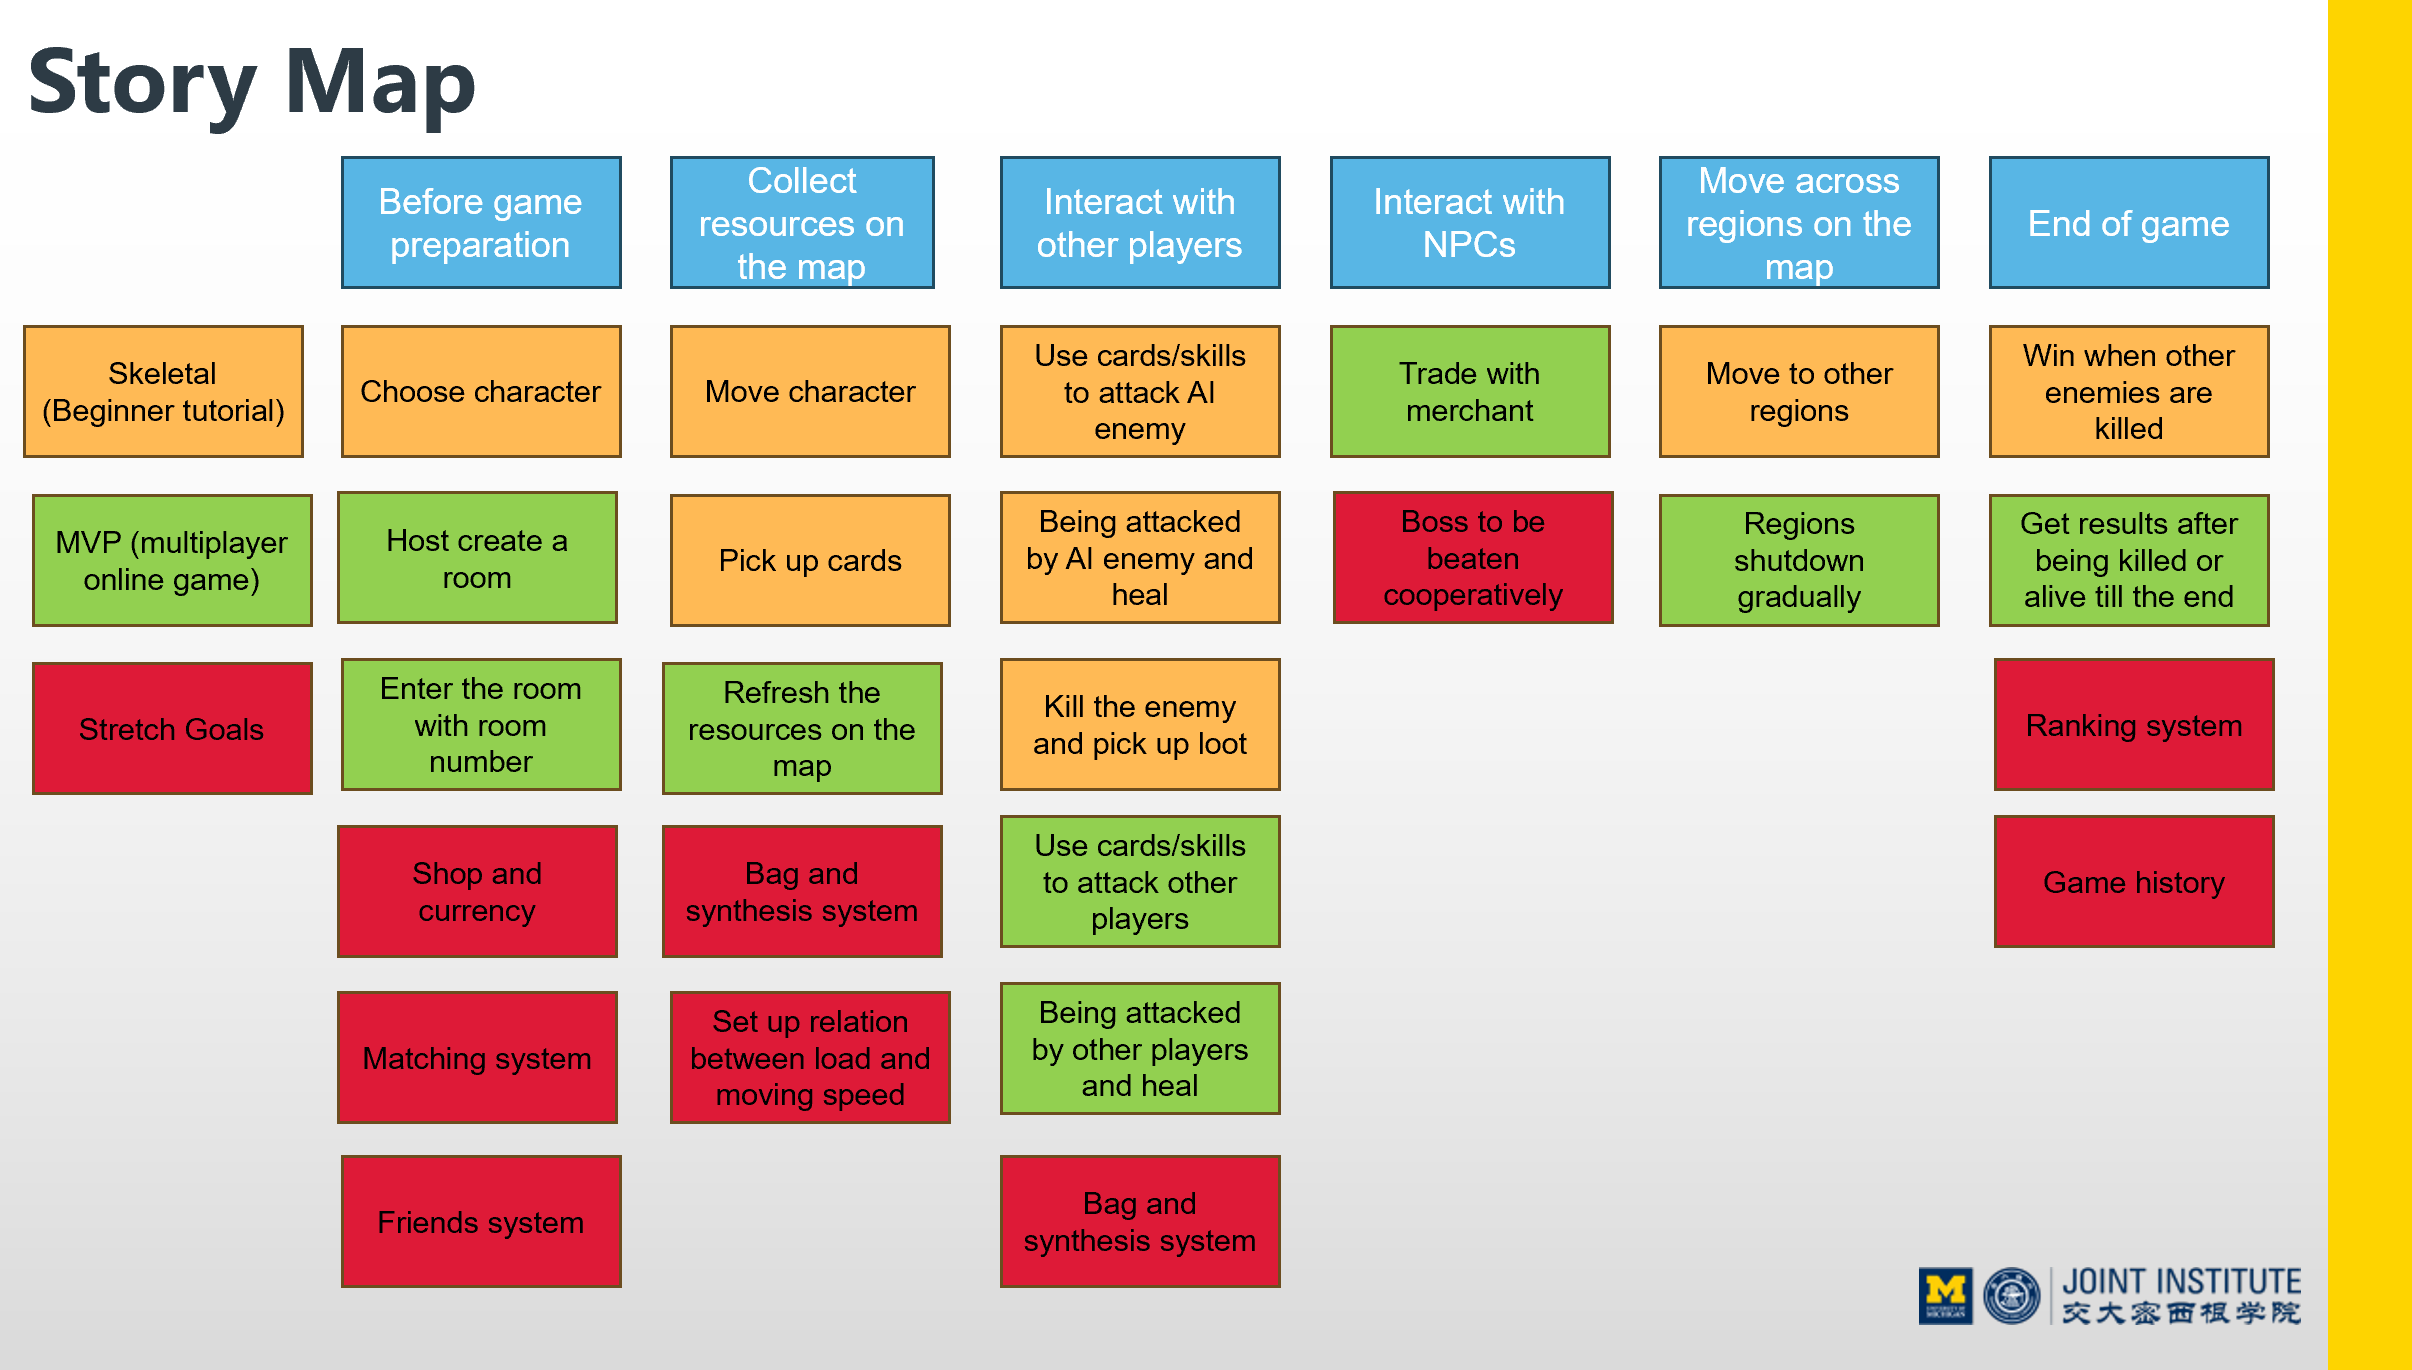 Story Map
Before game
preparation
Collect
resources on
the map
Interact with
other players
Interact with
NPCs
Move across
regions on the
map
End of game
Skeletal
(Beginner tutorial)
Choose character
Move character
Use cards/skills
to attack AI
enemy
Trade with
merchant
Move to other
regions
Win when other
enemies are
killed
MVP (multiplayer
online game)
Host create a
room
Pick up cards
Being attacked
by AI enemy and
heal
Boss to be
beaten
cooperatively
Regions
shutdown
gradually
Get results after
being killed or
alive till the end
Stretch Goals
Enter the room
with room
number
Refresh the
resources on the
map
Kill the enemy
and pick up loot
Ranking system
Shop and
currency
Bag and
synthesis system
Use cards/skills
to attack other
players
Game history
Matching system
Set up relation
between load and
moving speed
Being attacked
by other players
and heal
Friends system
Bag and
synthesis system
M
UNIVERSITY OF
MICHIGAN
JOINT INSTITUTE
交大密西根学院